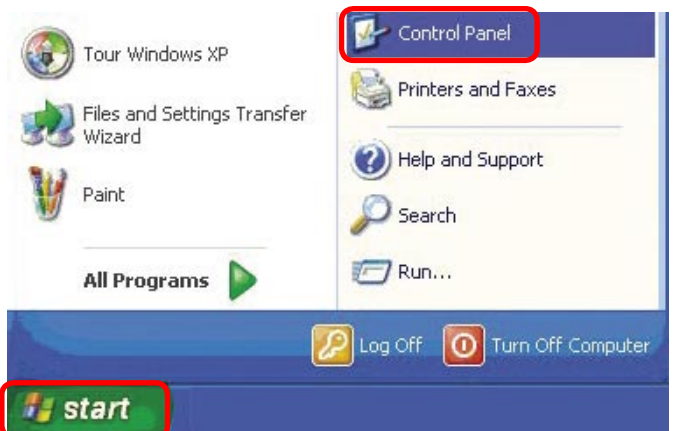 Tour Windows XP
Files and Settings Transfer
Wizard
Paint
All Programs
Control Panel
Printers and Faxes
Help and Support
Search
Run...
Log Off
Turn Off Computer
start